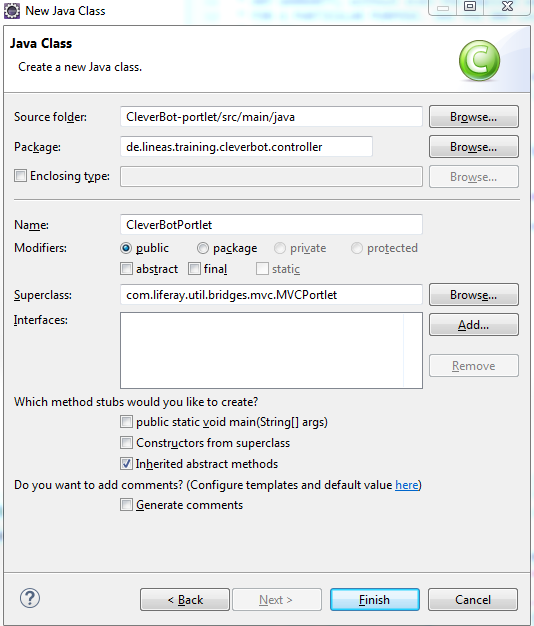 New Java Class
Java Class
Create a new Java class.
C
Source folder: CleverBot-portlet/src/main/java Browse...
Package: de.lineas.training.cleverbot.controller Browse...
Enclosing type: Browse...
Name: CleverBotPortlet
Modifiers: public package private protected
abstract final static
Superclass: com.liferay.util.bridges.mvc.MVCPortlet Browse...
Interfaces: Add...
Remove
Which method stubs would you like to create?
public static void main(String[] args)
Constructors from superclass
Inherited abstract methods
Do you want to add comments? (Configure templates and default value here)
Generate comments
? < Back Next > Finish Cancel